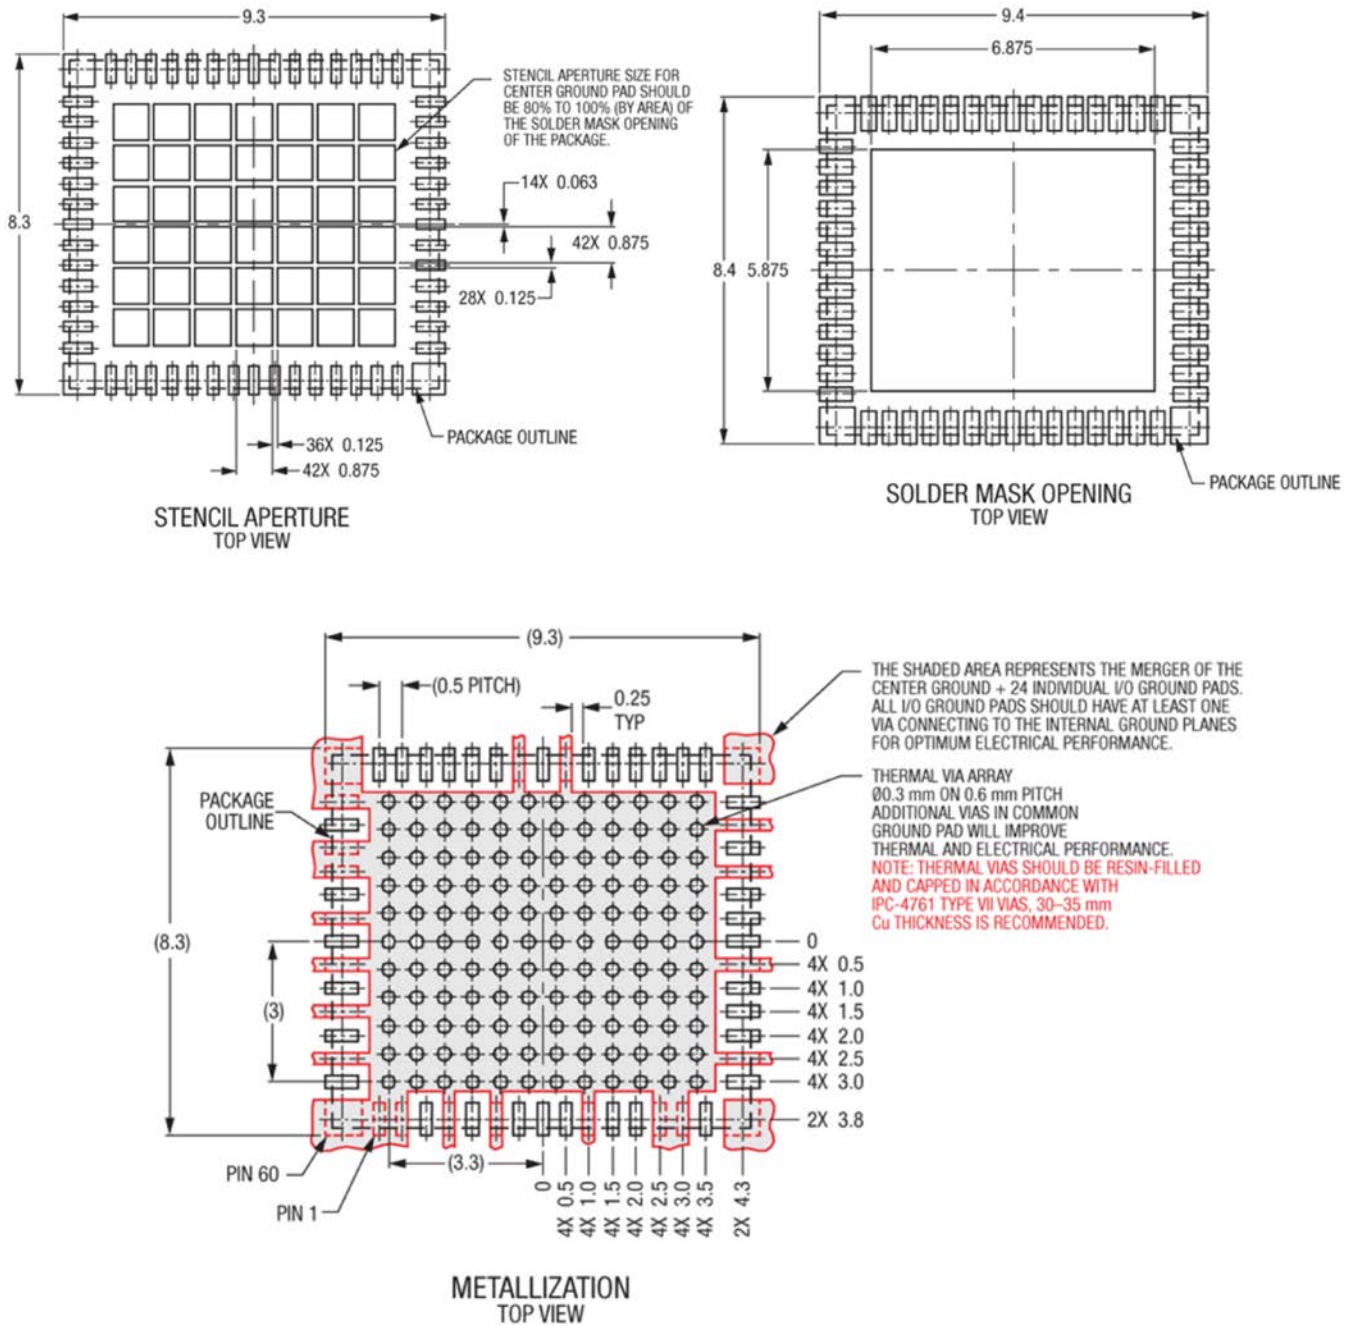 9.3
8.3
STENCIL APERTURE SIZE FOR
CENTER GROUND PAD SHOULD
BE 80% TO 100% (BY AREA) OF
THE SOLDER MASK OPENING
OF THE PACKAGE.
14X 0.063
42X 0.875
28X 0.125
36X 0.125
42X 0.875
PACKAGE OUTLINE
STENCIL APERTURE
TOP VIEW
9.4
6.875
8.4
5.875
PACKAGE OUTLINE
SOLDER MASK OPENING
TOP VIEW
(9.3)
(0.5 PITCH)
0.25
TYP
PACKAGE
OUTLINE
(8.3)
(3)
(3.3)
PIN 60
PIN 1
THE SHADED AREA REPRESENTS THE MERGER OF THE
CENTER GROUND + 24 INDIVIDUAL I/O GROUND PADS.
ALL I/O GROUND PADS SHOULD HAVE AT LEAST ONE
VIA CONNECTING TO THE INTERNAL GROUND PLANES
FOR OPTIMUM ELECTRICAL PERFORMANCE.
THERMAL VIA ARRAY
Ø0.3 mm ON 0.6 mm PITCH
ADDITIONAL VIAS IN COMMON
GROUND PAD WILL IMPROVE
THERMAL AND ELECTRICAL PERFORMANCE.
NOTE: THERMAL VIAS SHOULD BE RESIN-FILLED
AND CAPPED IN ACCORDANCE WITH
IPC-4761 TYPE VII VIAS, 30–35 mm
Cu THICKNESS IS RECOMMENDED.
0
4X 0.5
4X 1.0
4X 1.5
4X 2.0
4X 2.5
4X 3.0
2X 3.8
0
4X 0.5
4X 1.0
4X 1.5
4X 2.0
4X 2.5
4X 3.0
4X 3.5
2X 4.3
METALLIZATION
TOP VIEW